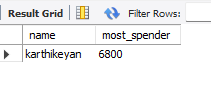 Result Grid Filter Rows:
name most_spender
karthikeyan 6800